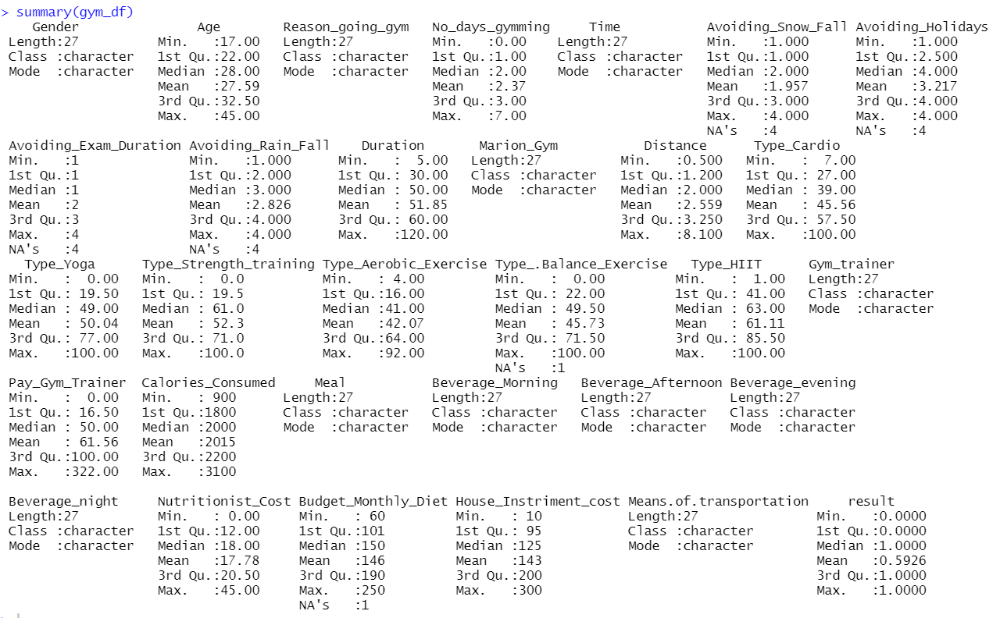 > summary(gym_df)
    Gender               Age        Reason_going_gym   No_days_gymming     Time           Avoiding_Snow_Fall Avoiding_Holidays
 Length:27          Min.   :17.00   Length:27          Min.   :0.00    Length:27          Min.   :1.000      Min.   :1.000
 Class :character   1st Qu.:22.00   Class :character   1st Qu.:1.00    Class :character   1st Qu.:1.000      1st Qu.:2.500
 Mode  :character   Median :28.00   Mode  :character   Median :2.00    Mode  :character   Median :2.000      Median :4.000
                    Mean   :27.59                      Mean   :2.37                       Mean   :1.957      Mean   :3.217
                    3rd Qu.:32.50                      3rd Qu.:3.00                       3rd Qu.:3.000      3rd Qu.:4.000
                    Max.   :45.00                      Max.   :7.00                       Max.   :4.000      Max.   :4.000
                                                                                          NA's   :4          NA's   :4
 Avoiding_Exam_Duration Avoiding_Rain_Fall    Duration       Marion_Gym           Distance      Type_Cardio
 Min.   :1              Min.   :1.000      Min.   :  5.00   Length:27          Min.   :0.500   Min.   :  7.00
 1st Qu.:1              1st Qu.:2.000      1st Qu.: 30.00   Class :character   1st Qu.:1.200   1st Qu.: 27.00
 Median :1              Median :3.000      Median : 50.00   Mode  :character   Median :2.000   Median : 39.00
 Mean   :2              Mean   :2.826      Mean   : 51.85                      Mean   :2.559   Mean   : 45.56
 3rd Qu.:3              3rd Qu.:4.000      3rd Qu.: 60.00                      3rd Qu.:3.250   3rd Qu.: 57.50
 Max.   :4              Max.   :4.000      Max.   :120.00                      Max.   :8.100   Max.   :100.00
 NA's   :4              NA's   :4
   Type_Yoga      Type_Strength_training Type_Aerobic_Exercise Type_.Balance_Exercise   Type_HIIT      Gym_trainer
 Min.   :  0.00   Min.   :  0.0          Min.   : 4.00         Min.   :  0.00         Min.   :  1.00   Length:27
 1st Qu.: 19.50   1st Qu.: 19.5          1st Qu.:16.00         1st Qu.: 22.00         1st Qu.: 41.00   Class :character
 Median : 49.00   Median : 61.0          Median :41.00         Median : 49.50         Median : 63.00   Mode  :character
 Mean   : 50.04   Mean   : 52.3          Mean   :42.07         Mean   : 45.73         Mean   : 61.11
 3rd Qu.: 77.00   3rd Qu.: 71.0          3rd Qu.:64.00         3rd Qu.: 71.50         3rd Qu.: 85.50
 Max.   :100.00   Max.   :100.0          Max.   :92.00         Max.   :100.00         Max.   :100.00
                                                               NA's   :1
 Pay_Gym_Trainer  Calories_Consumed     Meal           Beverage_Morning   Beverage_Afternoon Beverage_evening
 Min.   :  0.00   Min.   : 900      Length:27          Length:27          Length:27          Length:27
 1st Qu.: 16.50   1st Qu.:1800      Class :character   Class :character   Class :character   Class :character
 Median : 50.00   Median :2000      Mode  :character   Mode  :character   Mode  :character   Mode  :character
 Mean   : 61.56   Mean   :2015
 3rd Qu.:100.00   3rd Qu.:2200
 Max.   :322.00   Max.   :3100
 Beverage_night     Nutritionist_Cost Budget_Monthly_Diet House_Instriment_cost Means.of.transportation     result
 Length:27          Min.   : 0.00     Min.   : 60         Min.   : 10           Length:27               Min.   :0.0000
 Class :character   1st Qu.:12.00     1st Qu.:101         1st Qu.: 95           Class :character        1st Qu.:0.0000
 Mode  :character   Median :18.00     Median :150         Median :125           Mode  :character        Median :1.0000
                    Mean   :17.78     Mean   :146         Mean   :143                                   Mean   :0.5926
                    3rd Qu.:20.50     3rd Qu.:190         3rd Qu.:200                                   3rd Qu.:1.0000
                    Max.   :45.00     Max.   :250         Max.   :300                                   Max.   :1.0000
                                      NA's   :1